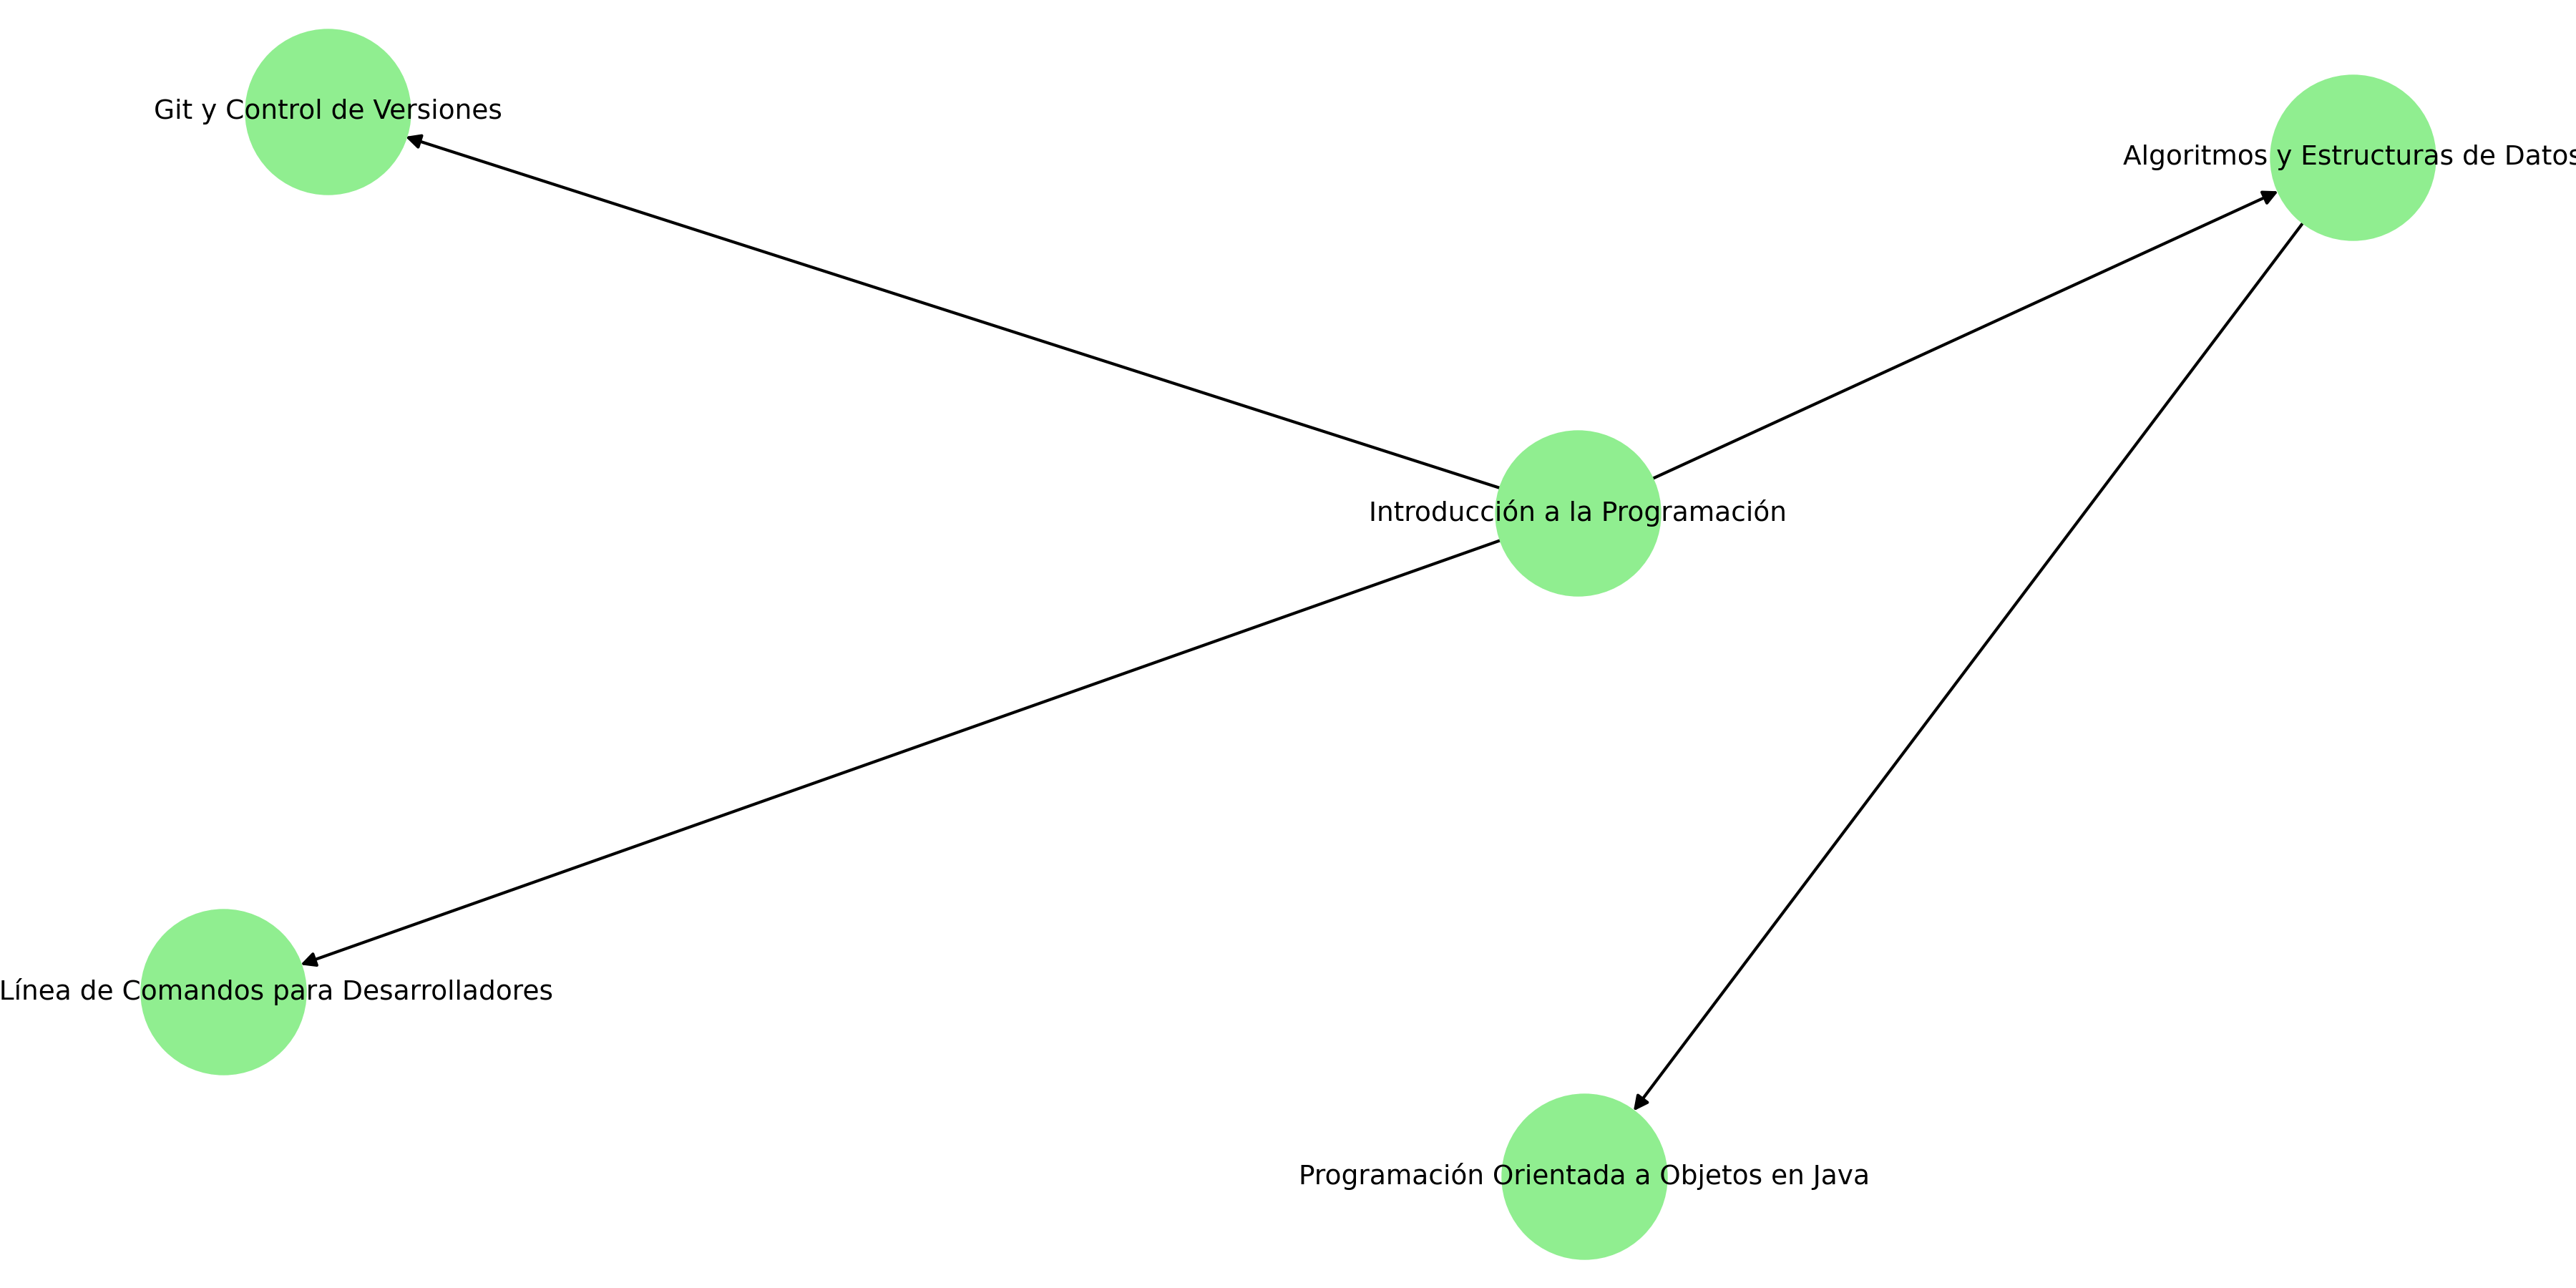 Git y Control de Versiones
Algoritmos y Estructuras de Datos
Introducción a la Programación
Línea de Comandos para Desarrolladores
Programación Orientada a Objetos en Java